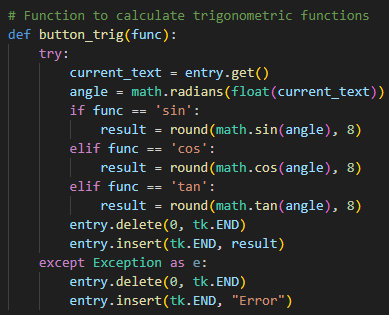 # Function to calculate trigonometric functions
def button_trig(func):
    try:
        current_text = entry.get()
        angle = math.radians(float(current_text))
        if func == 'sin':
            result = round(math.sin(angle), 8)
        elif func == 'cos':
            result = round(math.cos(angle), 8)
        elif func == 'tan':
            result = round(math.tan(angle), 8)
        entry.delete(0, tk.END)
        entry.insert(tk.END, result)
    except Exception as e:
        entry.delete(0, tk.END)
        entry.insert(tk.END, "Error")